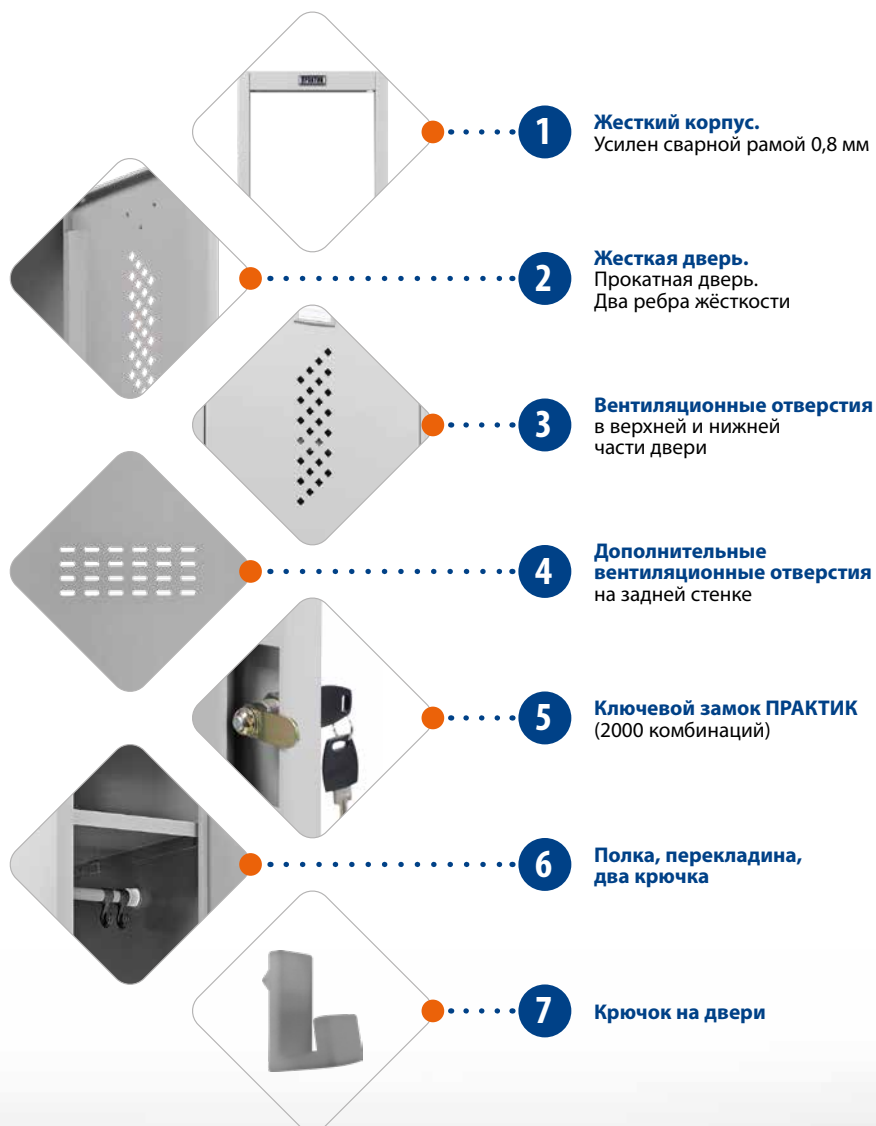 ПРАКТИК
1
Жесткий корпус.
Усилен сварной рамой 0,8 мм
2
Жесткая дверь.
Прокатная дверь.
Два ребра жёсткости
3
Вентиляционные отверстия
в верхней и нижней
части двери
4
Дополнительные
вентиляционные отверстия
на задней стенке
5
Ключевой замок ПРАКТИК
(2000 комбинаций)
6
Полка, перекладина,
два крючка
7
Крючок на двери